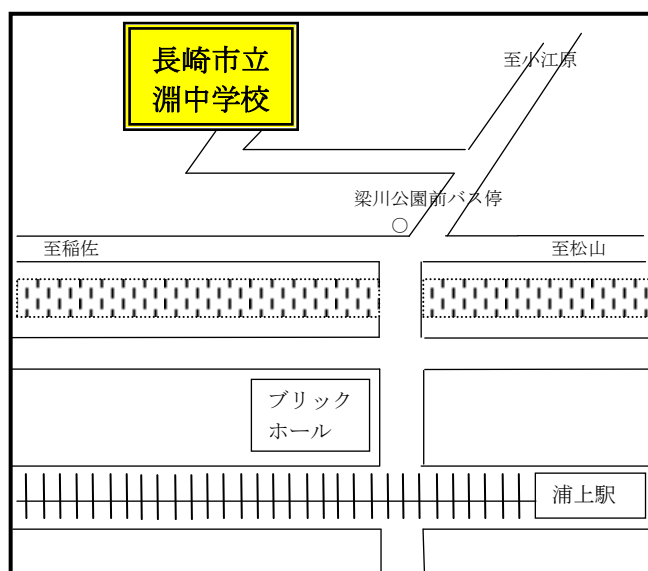 長崎市立
淵中学校
至小江原
梁川公園前バス停
至稲佐
至松山
ブリック
ホール
浦上駅